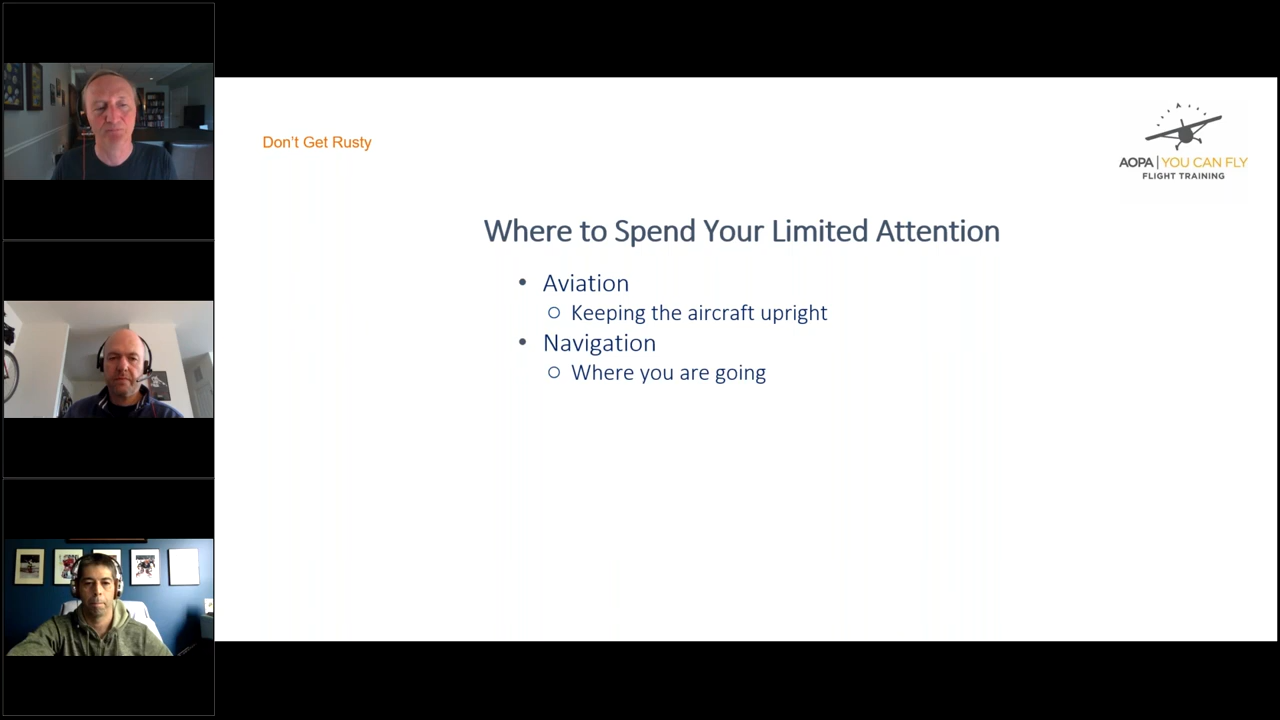 Don't Get Rusty
AOPA | YOU CAN FLY
FLIGHT TRAINING
Where to Spend Your Limited Attention
• Aviation
○ Keeping the aircraft upright
• Navigation
○ Where you are going